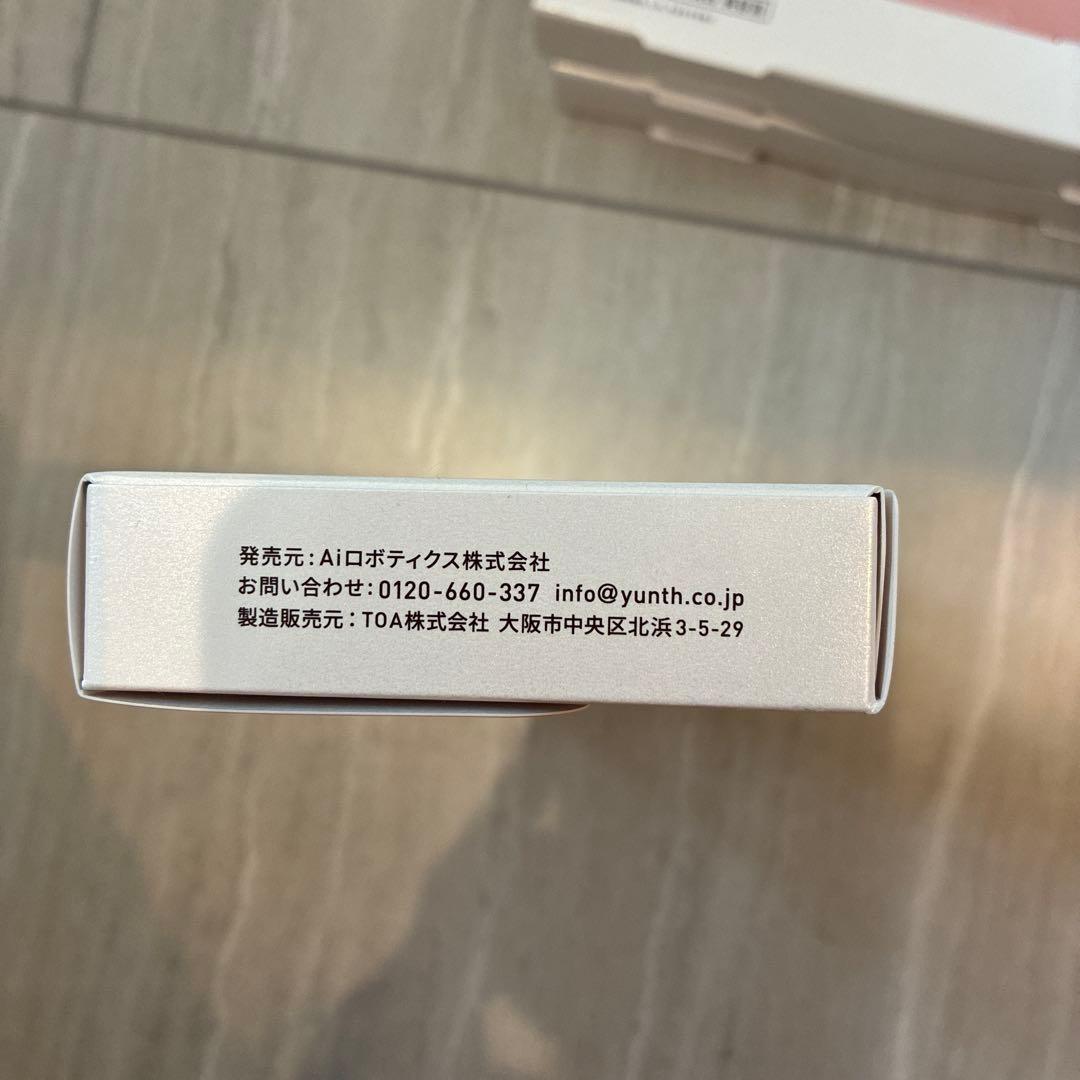 発売元：Aiロボティクス株式会社
お問い合わせ：0120-660-337 info@yunth.co.jp
製造販売元：TOA株式会社 大阪市中央区北浜3-5-29